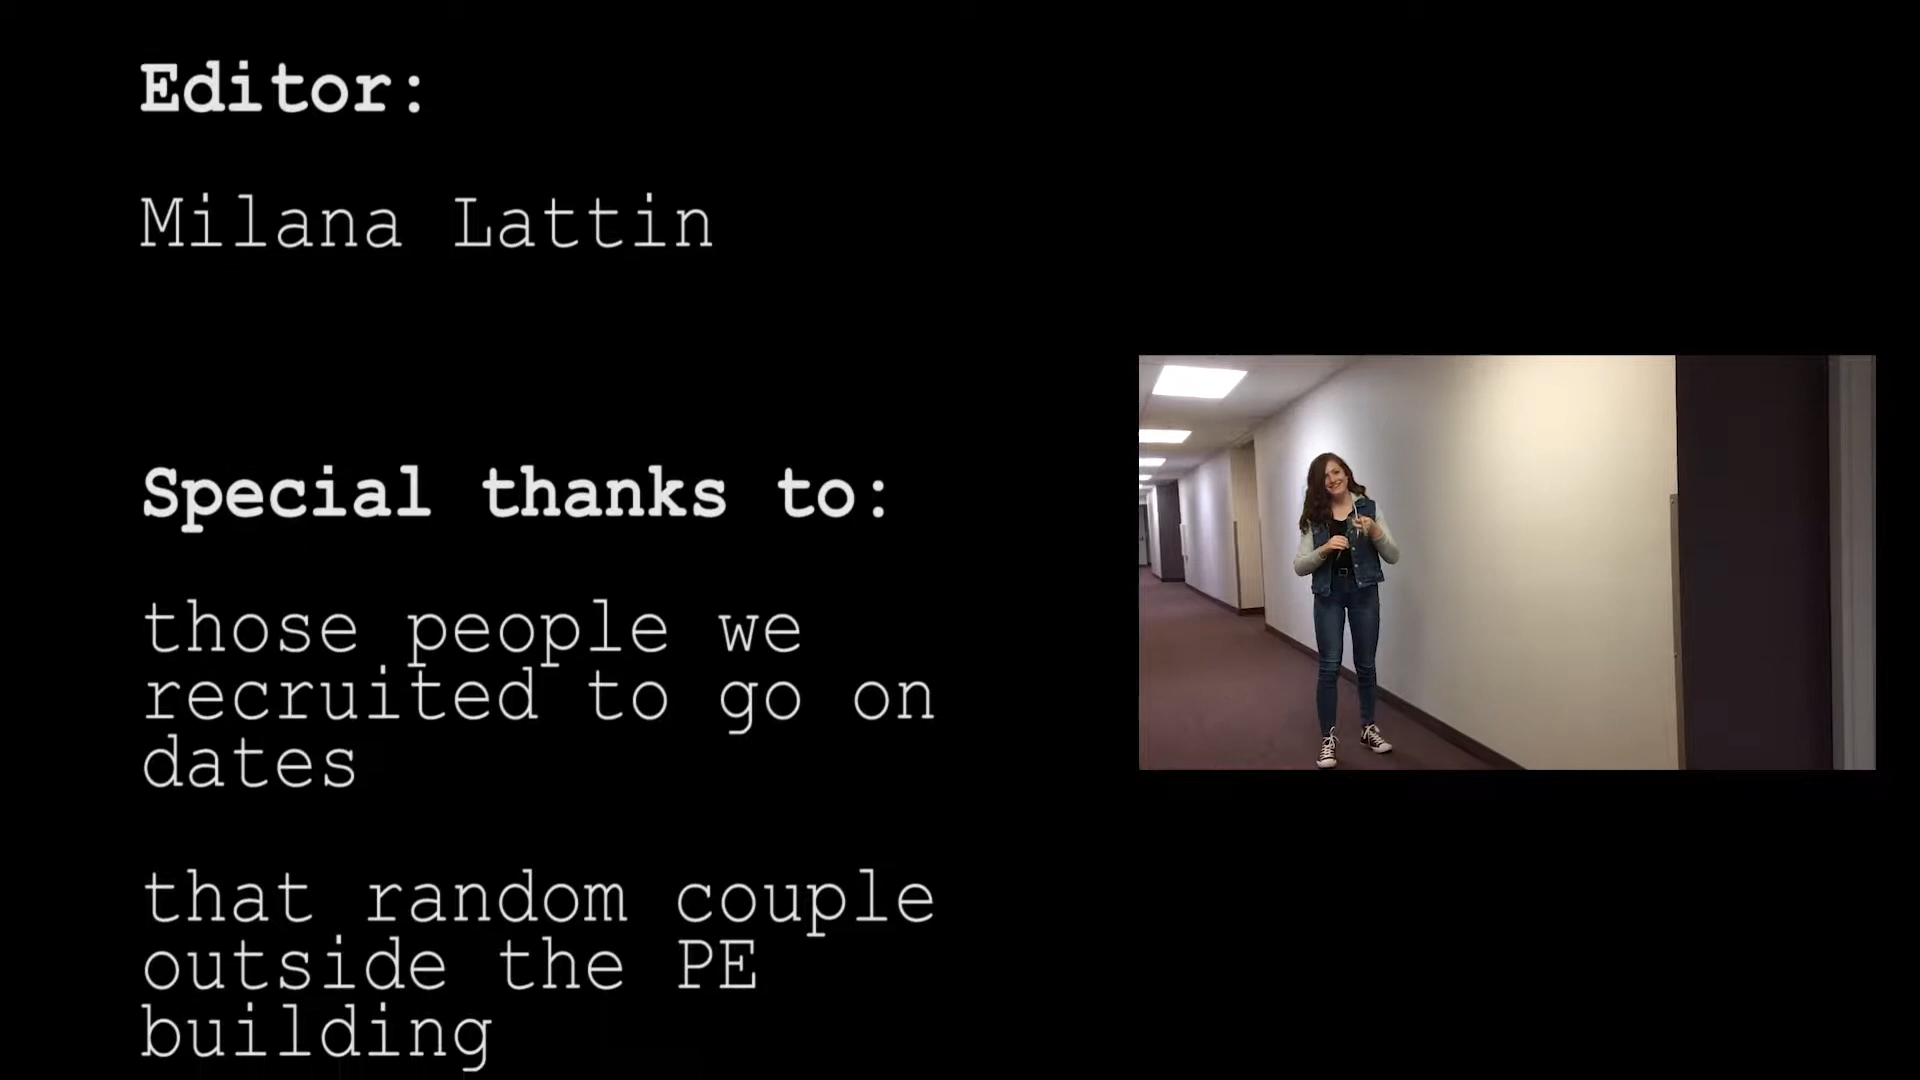 Editor:
Milana Lattin
Special thanks to:
those people we
recruited to go on
dates
that random couple
outside the PE
building